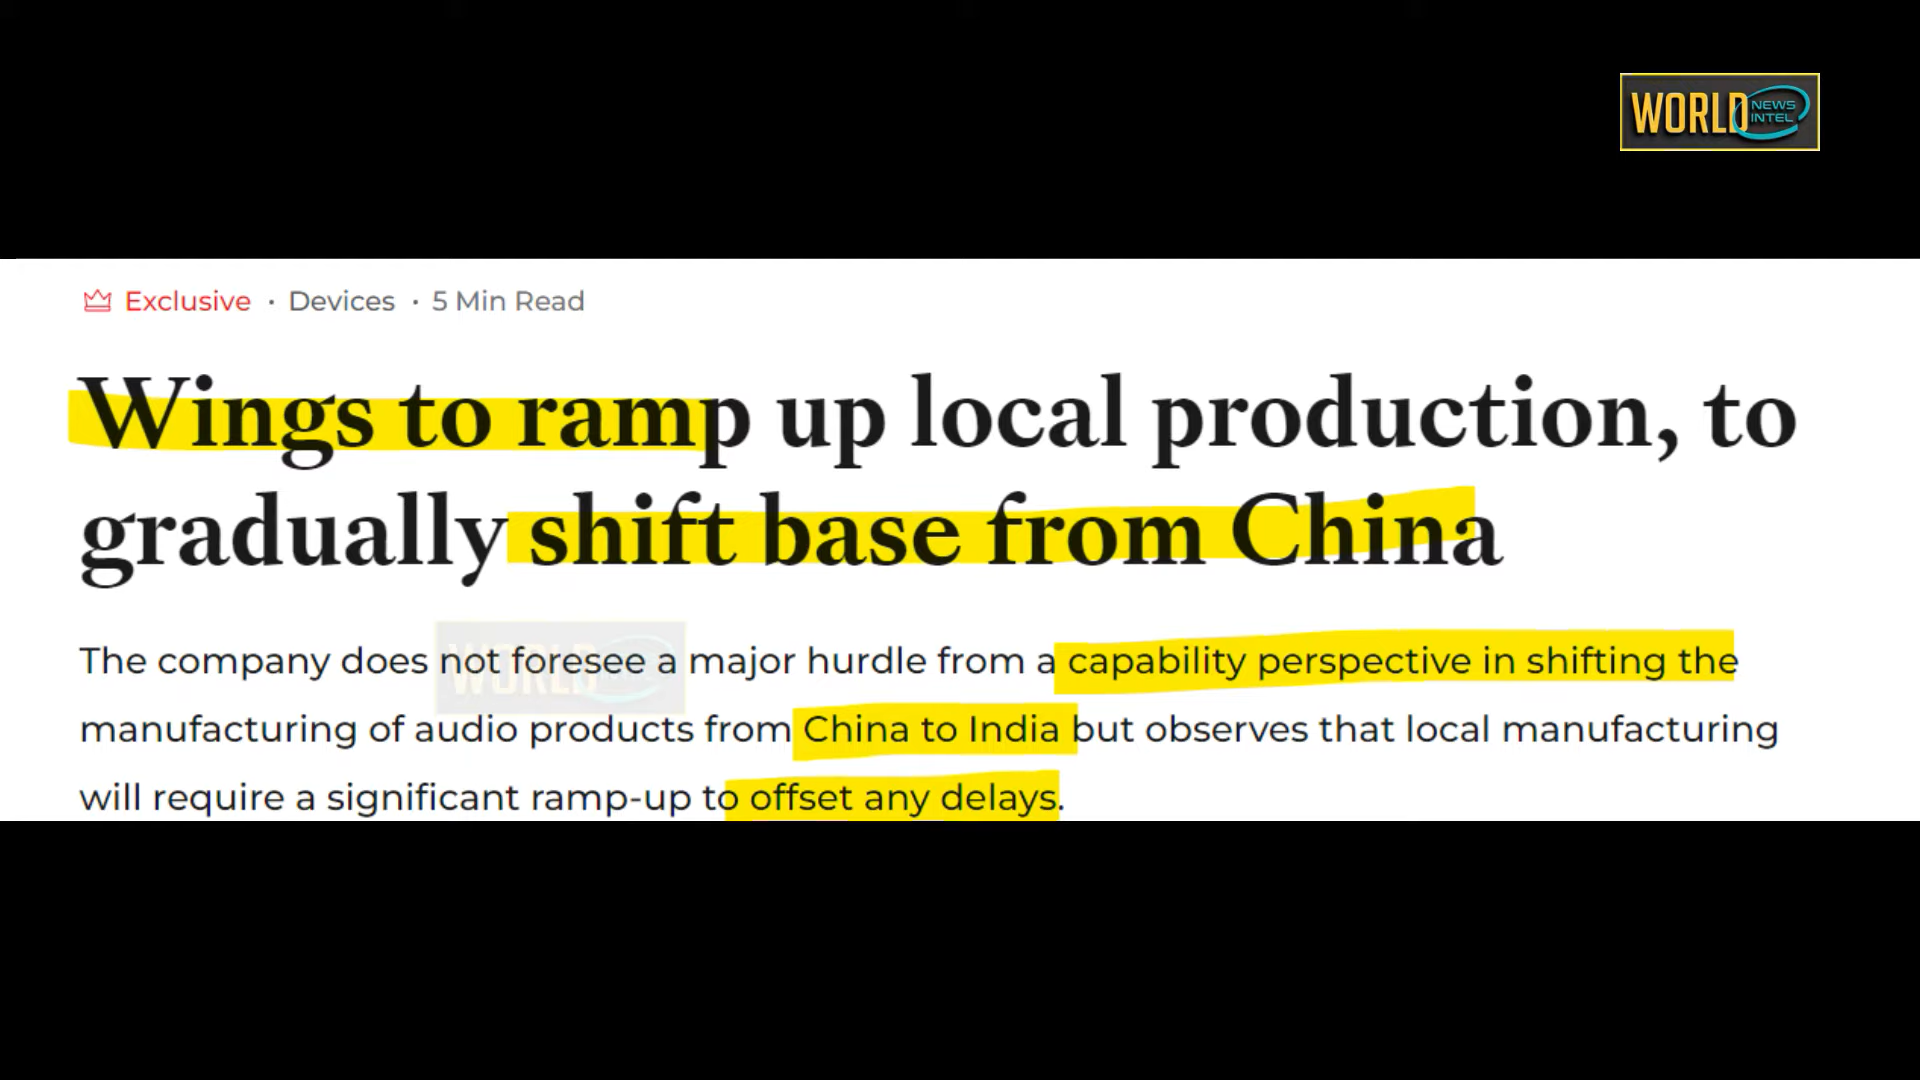 WORLD NEWS INTEL
Exclusive · Devices · 5 Min Read
Wings to ramp up local production, to
gradually shift base from China
The company does not foresee a major hurdle from a capability perspective in shifting the
manufacturing of audio products from China to India but observes that local manufacturing
will require a significant ramp-up to offset any delays.
WORLD